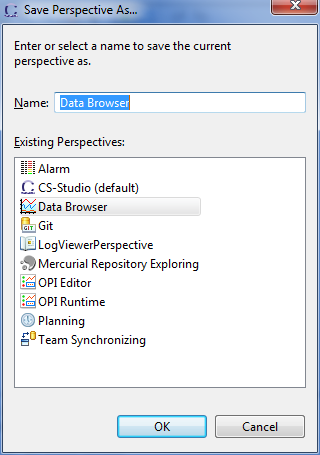 Save Perspective As...
Enter or select a name to save the current
perspective as.
Name: Data Browser
Existing Perspectives:
Alarm
CS-Studio (default)
Data Browser
GIT Git
LogViewerPerspective
Mercurial Repository Exploring
OPI Editor
OPI Runtime
Planning
Team Synchronizing
OK Cancel